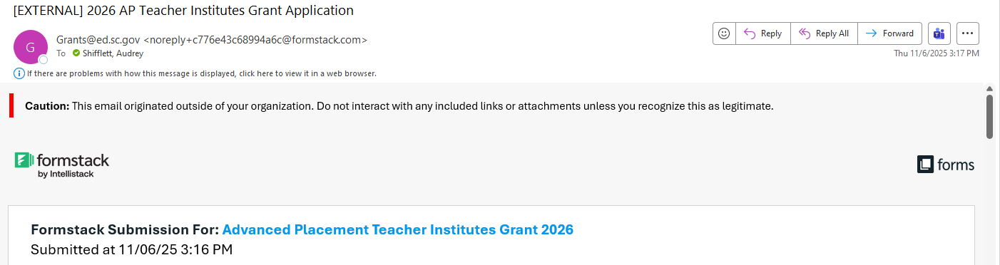 [EXTERNAL] 2026 AP Teacher Institutes Grant Application
G
Grants@ed.sc.gov <noreply+c776e43c68994a6c@formstack.com>
To Shifflett, Audrey
Reply
Reply All
Forward
Thu 11/6/2025 3:17 PM
If there are problems with how this message is displayed, click here to view it in a web browser.
Caution: This email originated outside of your organization. Do not interact with any included links or attachments unless you recognize this as legitimate.
formstack
by Intellistack
forms
Formstack Submission For: Advanced Placement Teacher Institutes Grant 2026
Submitted at 11/06/25 3:16 PM